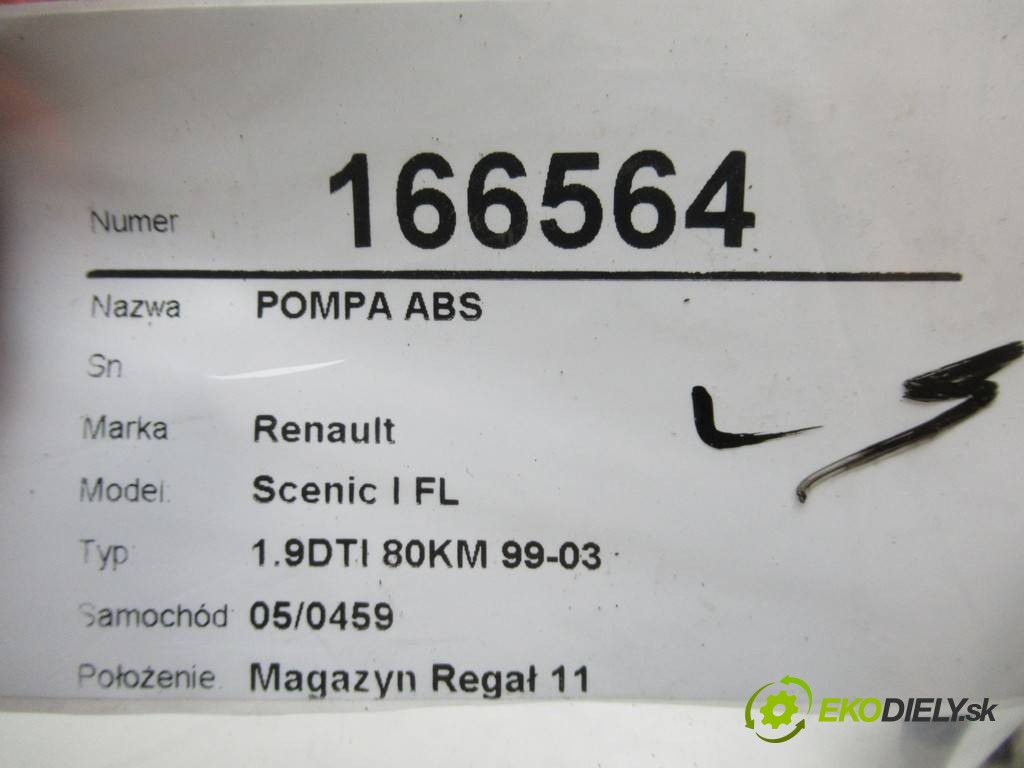 Numer 166564
Nazwa POMPA ABS
Sn
Marka Renault
Model: Scenic I FL
Typ 1.9DTI 80KM 99-03
Samochód 05/0459
Położenie Magazyn Regał 11
EKODIELY.sk